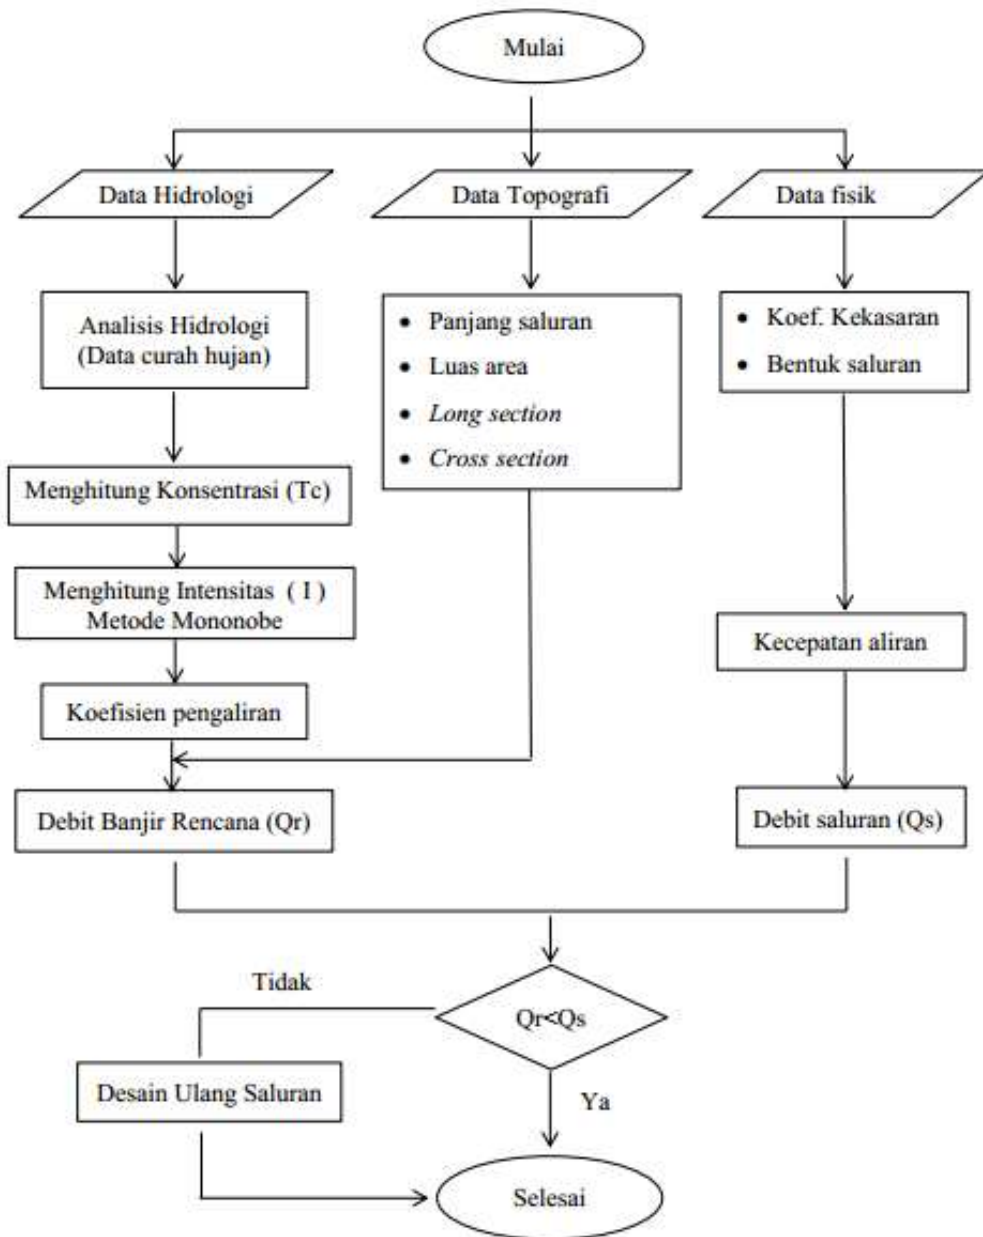 Mulai
Data Hidrologi
Data Topografi
Data fisik
Analisis Hidrologi
(Data curah hujan)
• Panjang saluran
• Luas area
• Long section
• Cross section
• Koef. Kekasaran
• Bentuk saluran
Menghitung Konsentrasi (Tc)
Menghitung Intensitas ( I )
Metode Mononobe
Kecepatan aliran
Koefisien pengaliran
Debit Banjir Rencana (Qr)
Debit saluran (Qs)
Tidak
Qr<Qs
Desain Ulang Saluran
Ya
Selesai